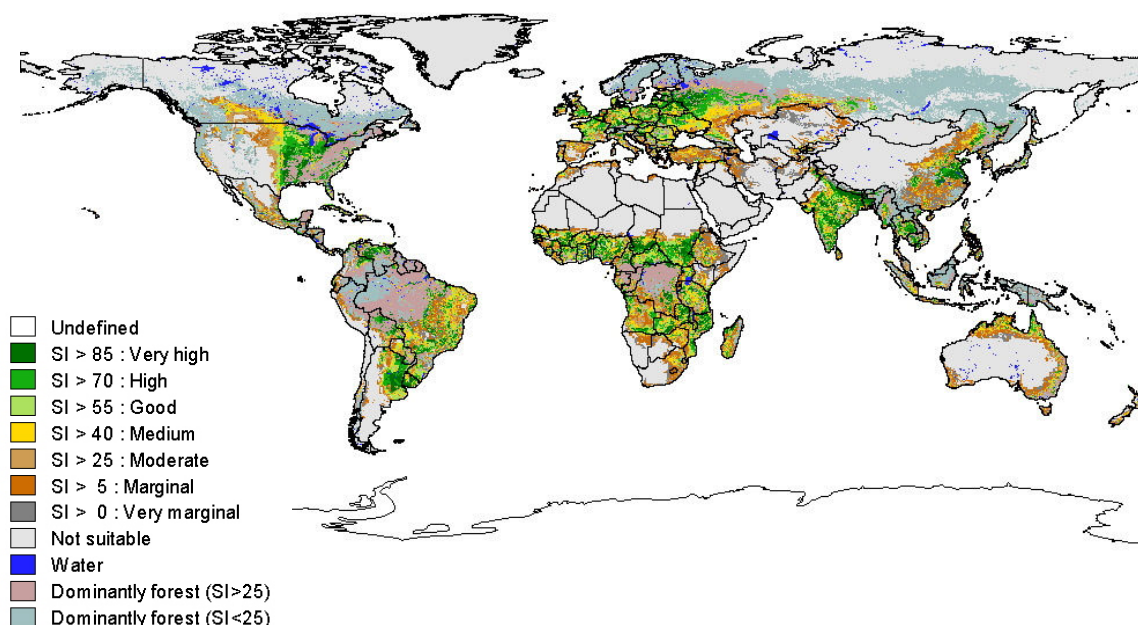 Undefined
SI > 85 : Very high
SI > 70 : High
SI > 55 : Good
SI > 40 : Medium
SI > 25 : Moderate
SI > 5 : Marginal
SI > 0 : Very marginal
Not suitable
Water
Dominantly forest (SI>25)
Dominantly forest (SI<25)